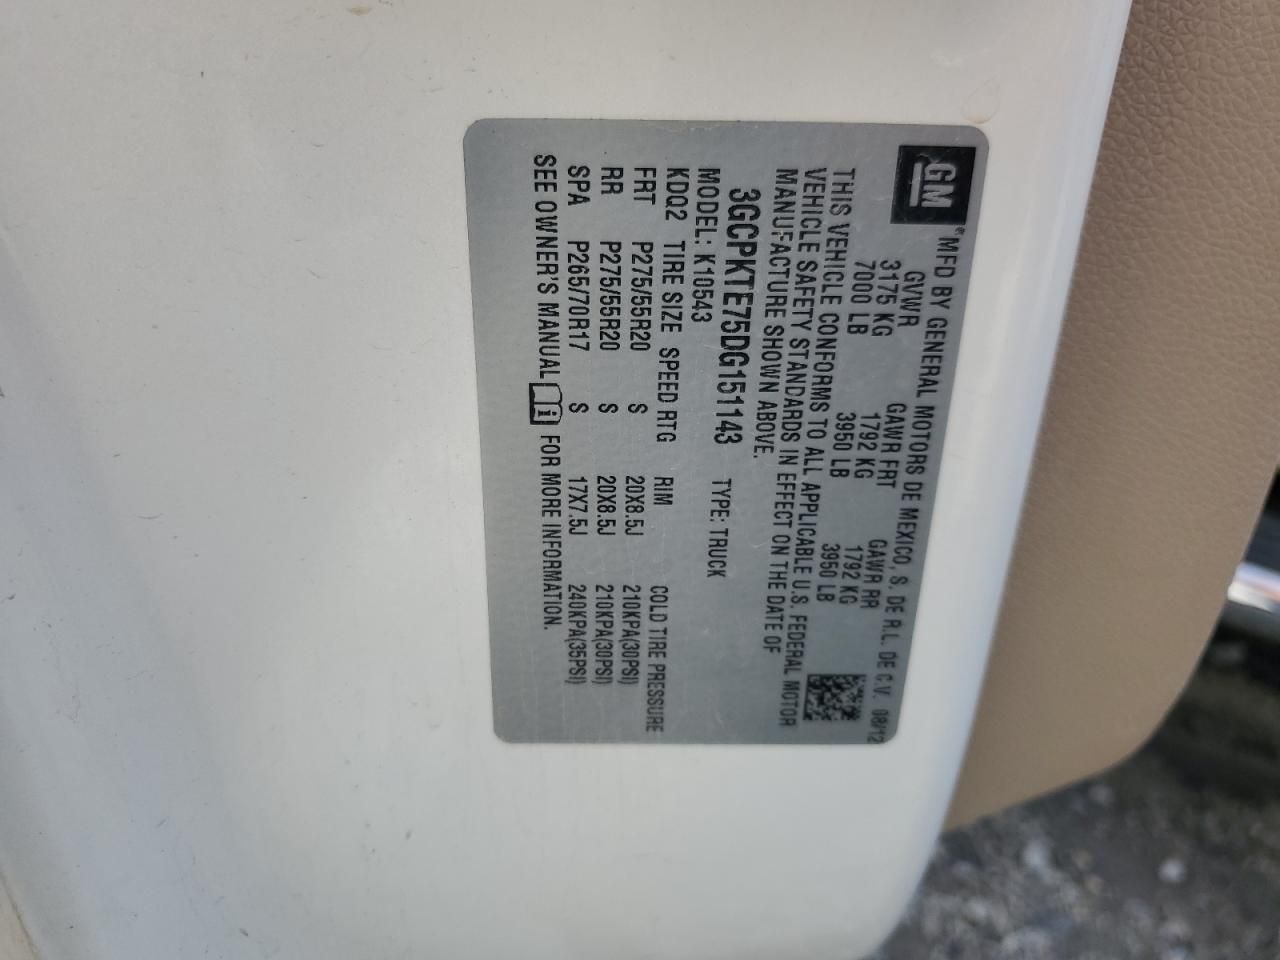 GM
® MFD BY GENERAL MOTORS DE MEXICO, S. DE R.L. DE C.V. 08/12
GVWR GAWR FRT GAWR RR
3175 KG 1792 KG 1792 KG
7000 LB 3950 LB 3950 LB
THIS VEHICLE CONFORMS TO ALL APPLICABLE U.S. FEDERAL MOTOR
VEHICLE SAFETY STANDARDS IN EFFECT ON THE DATE OF
MANUFACTURE SHOWN ABOVE.
3GCPKTE75DG151143 TYPE: TRUCK
MODEL: K10543
KDQ2 TIRE SIZE SPEED RTG RIM COLD TIRE PRESSURE
FRT P275/55R20 S 20X8.5J 210KPA(30PSI)
RR P275/55R20 S 20X8.5J 210KPA(30PSI)
SPA P265/70R17 S 17X7.5J 240KPA(35PSI)
SEE OWNER'S MANUAL i FOR MORE INFORMATION.